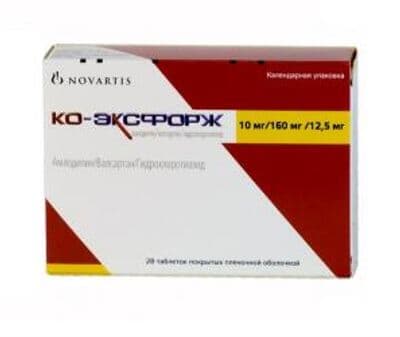 NOVARTIS
Календарная упаковка
КО-ЭКСФОРЖ
10 мг/160 мг/12,5 мг
Амлодипин/Валсартан/Гидрохлоротиазид
28 таблеток покрытых пленочной оболочкой